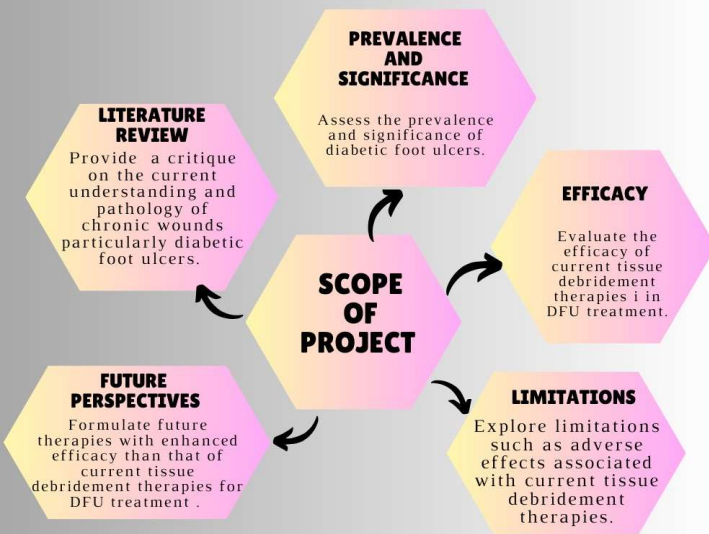 PREVALENCE
AND
SIGNIFICANCE
Assess the prevalence
and significance of
diabetic foot ulcers.
LITERATURE
REVIEW
Provide a critique
on the current
understanding and
pathology of
chronic wounds
particularly diabetic
foot ulcers.
EFFICACY
Evaluate the
efficacy of
current tissue
debridement
therapies i in
DFU treatment.
SCOPE
OF
PROJECT
FUTURE
PERSPECTIVES
Formulate future
therapies with enhanced
efficacy than that of
current tissue
debridement therapies for
DFU treatment .
LIMITATIONS
Explore limitations
such as adverse
effects associated
with current tissue
debridement
therapies.